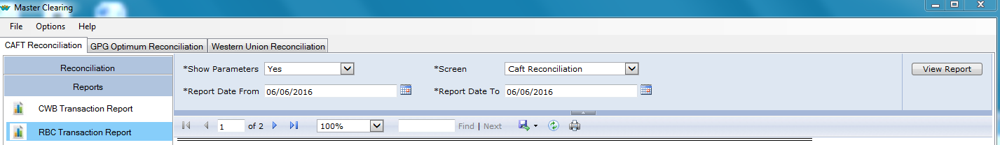 Master Clearing
File Options Help
CAFT Reconciliation GPG Optimum Reconciliation Western Union Reconciliation
Reconciliation
Reports
CWB Transaction Report
RBC Transaction Report
*Show Parameters Yes *Screen Caft Reconciliation View Report
*Report Date From 06/06/2016 *Report Date To 06/06/2016
1 of 2 100% Find | Next